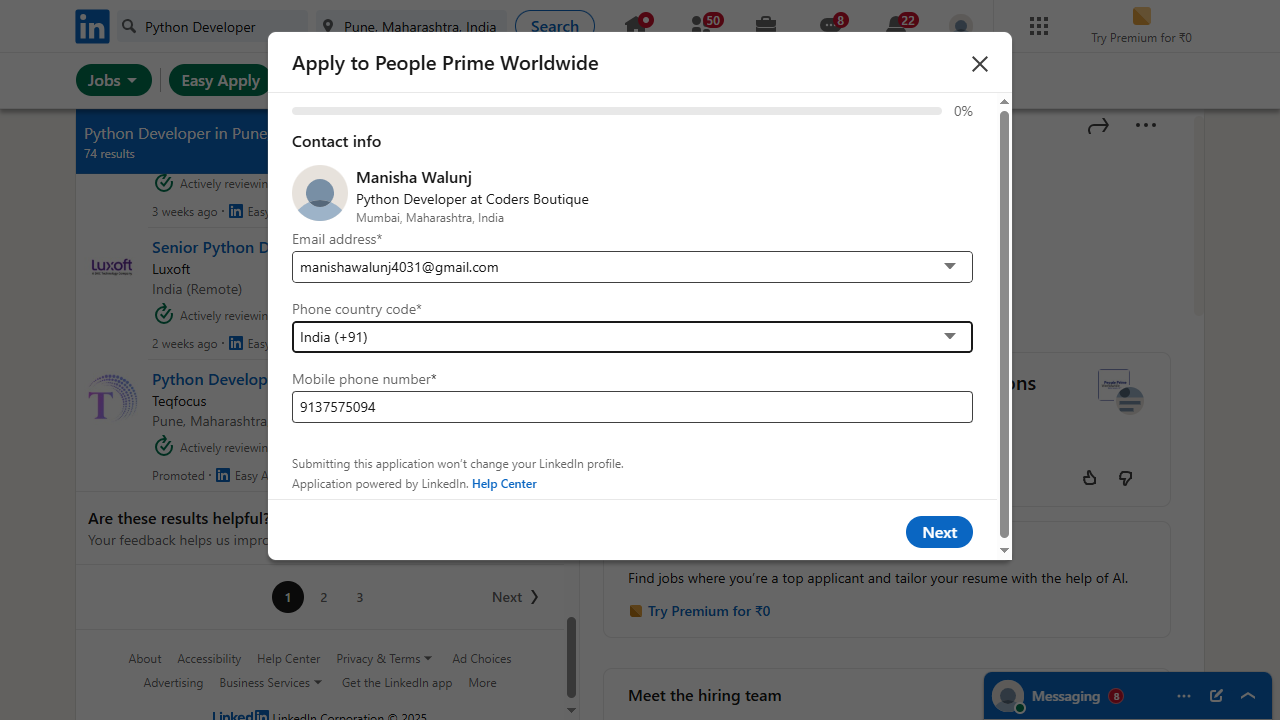 Python Developer
Pune, Maharashtra, India
Search
50
8
22
Try Premium for ₹0
Jobs
Easy Apply
Apply to People Prime Worldwide
0%
Contact info
Manisha Walunj
Python Developer at Coders Boutique
Mumbai, Maharashtra, India
Email address*
manishawalunj4031@gmail.com
Phone country code*
India (+91)
Mobile phone number*
9137575094
Submitting this application won't change your LinkedIn profile.
Application powered by LinkedIn. Help Center
Next
Python Developer in Pune
74 results
Actively reviewin
3 weeks ago · Eas
Senior Python D
Luxoft
India (Remote)
Actively reviewin
2 weeks ago · Eas
Python Develop
Teqfocus
Pune, Maharashtra
Actively reviewin
Promoted · Easy A
Are these results helpful?
Your feedback helps us impro
1 2 3 Next
About Accessibility Help Center Privacy & Terms Ad Choices
Advertising Business Services Get the LinkedIn app More
LinkedIn LinkedIn Corporation © 2025
ons
Find jobs where you're a top applicant and tailor your resume with the help of AI.
Try Premium for ₹0
Meet the hiring team
Messaging 8